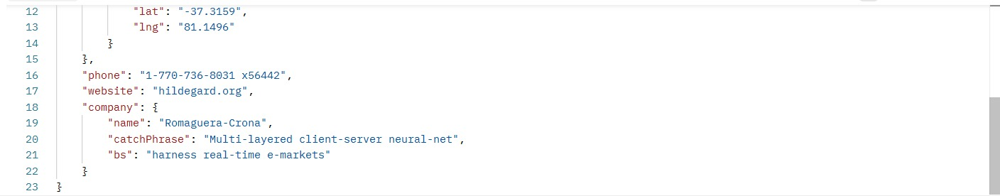 12 "lat": "-37.3159",
13 "lng": "81.1496"
14 }
15 },
16 "phone": "1-770-736-8031 x56442",
17 "website": "hildegard.org",
18 "company": {
19 "name": "Romaguera-Crona",
20 "catchPhrase": "Multi-layered client-server neural-net",
21 "bs": "harness real-time e-markets"
22 }
23 }